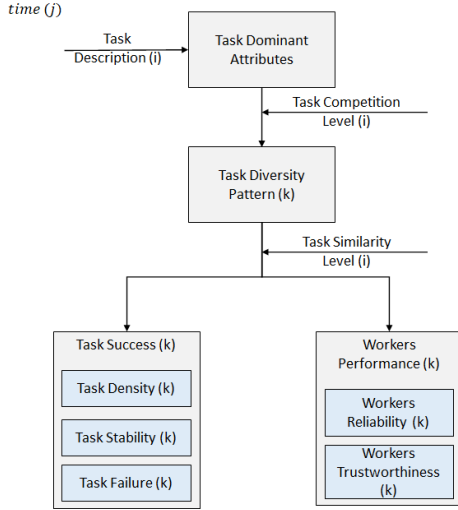 time (j)
Task
Description (i)
Task Dominant
Attributes
Task Competition
Level (i)
Task Diversity
Pattern (k)
Task Similarity
Level (i)
Task Success (k)
Task Density (k)
Task Stability (k)
Task Failure (k)
Workers
Performance (k)
Workers
Reliability (k)
Workers
Trustworthiness
(k)